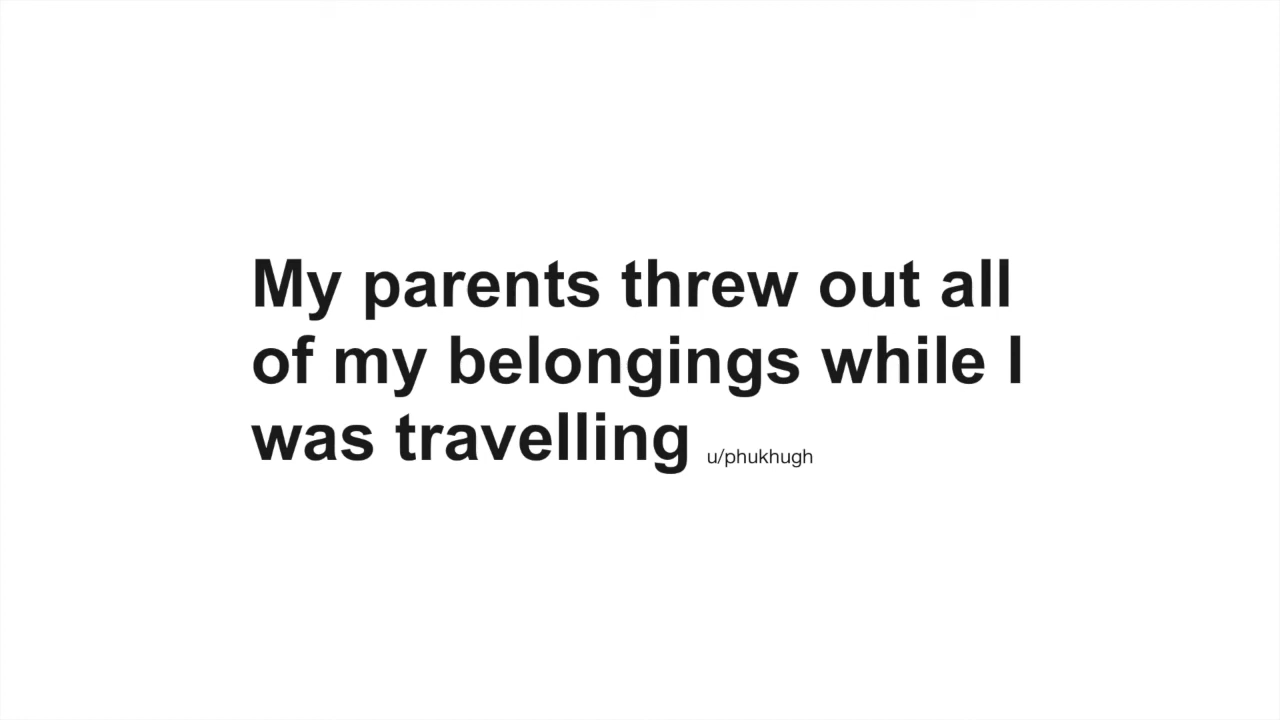 My parents threw out all
of my belongings while I
was travelling u/phukhugh